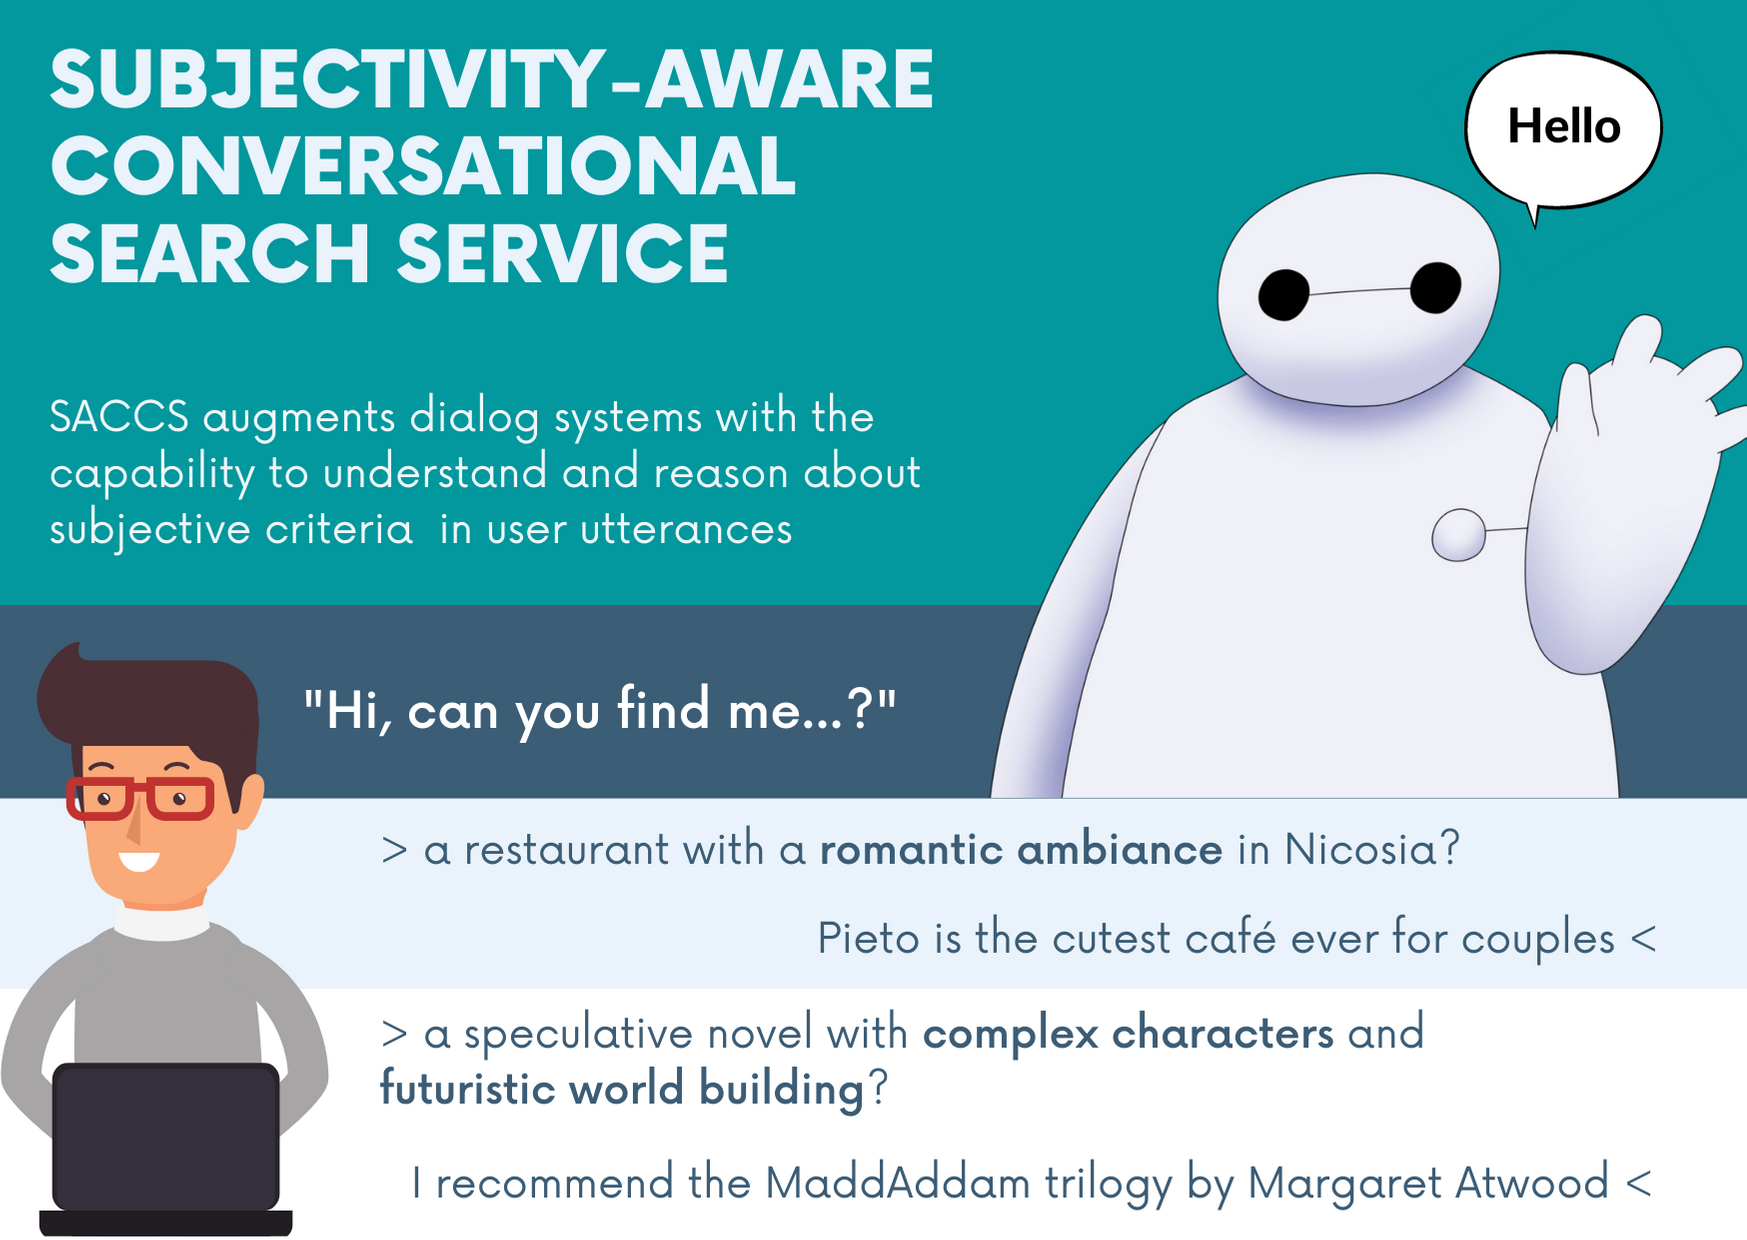 SUBJECTIVITY-AWARE
CONVERSATIONAL
SEARCH SERVICE
Hello
SACCS augments dialog systems with the
capability to understand and reason about
subjective criteria  in user utterances
"Hi, can you find me...?"
> a restaurant with a romantic ambiance in Nicosia?
Pieto is the cutest café ever for couples <
> a speculative novel with complex characters and
futuristic world building?
I recommend the MaddAddam trilogy by Margaret Atwood <